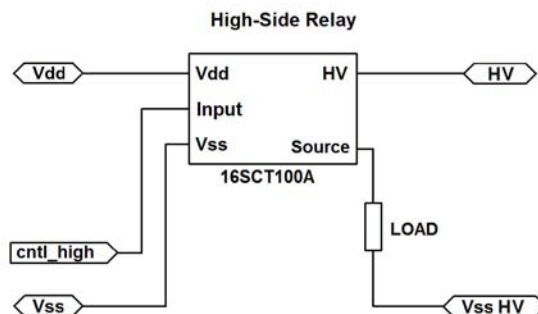 High-Side Relay
Vdd
Vdd
HV
HV
Input
Vss
Source
16SCT100A
LOAD
cntl_high
Vss
Vss HV